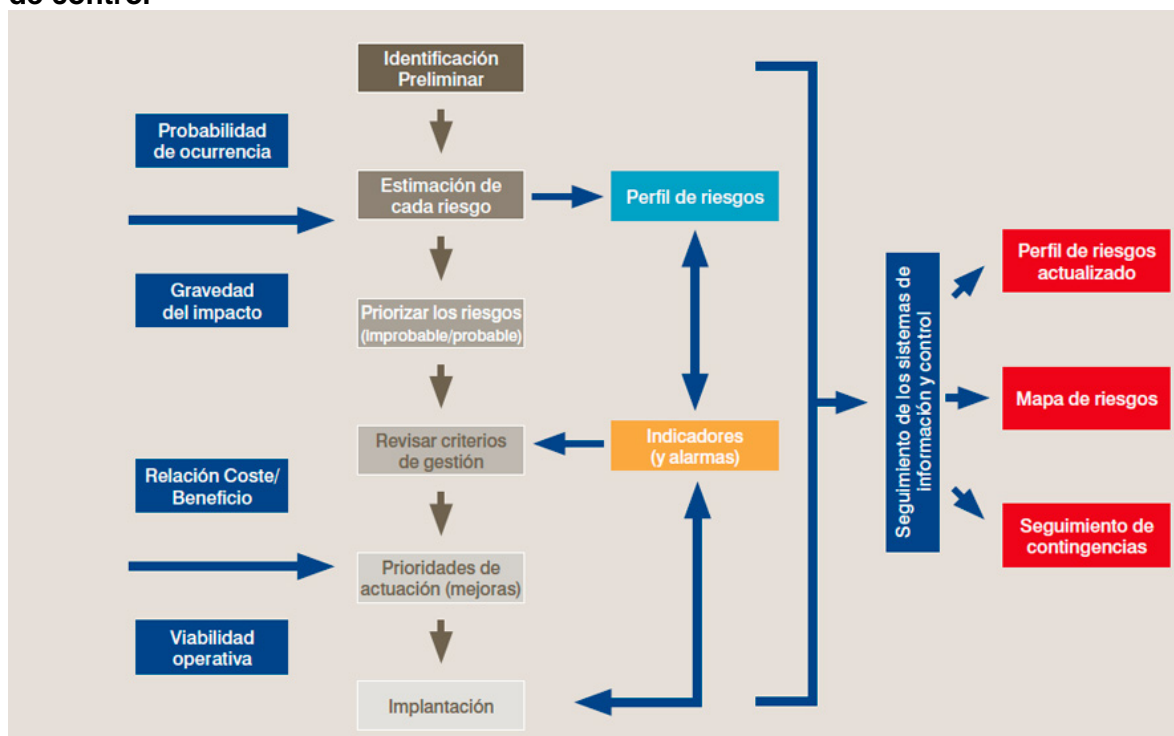 de control
Identificación
Preliminar
Probabilidad
de ocurrencia
Estimación de
cada riesgo
Perfil de riesgos
Gravedad
del impacto
Priorizar los riesgos
(improbable/probable)
Revisar criterios
de gestión
Indicadores
(y alarmas)
Relación Coste/
Beneficio
Prioridades de
actuación (mejoras)
Viabilidad
operativa
Implantación
Seguimiento de los sistemas de
información y control
Perfil de riesgos
actualizado
Mapa de riesgos
Seguimiento de
contingencias